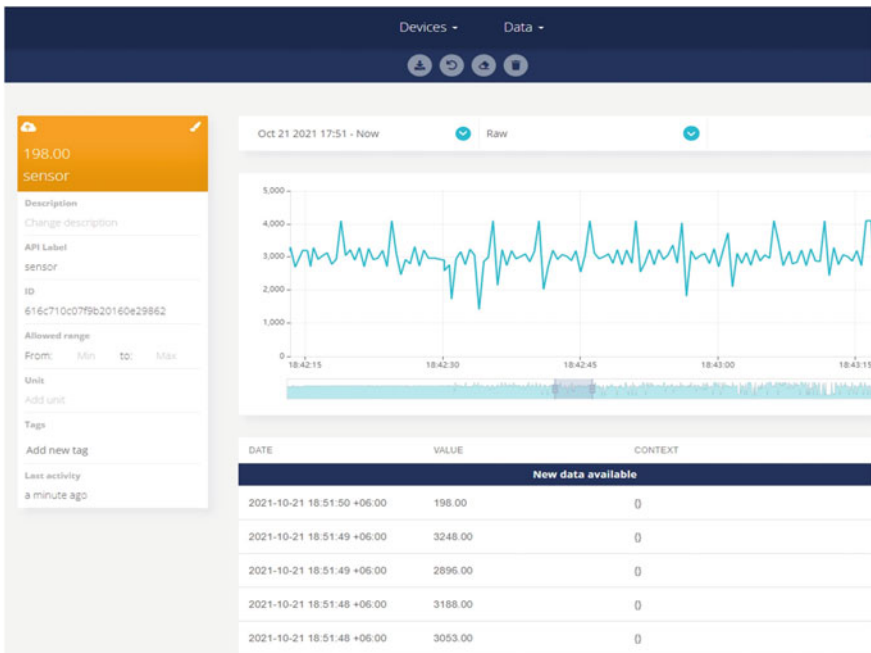 Devices Data
198.00
sensor
Description
Change description
API Label
sensor
ID
616c710c07f9b20160e29862
Allowed range
From: Min to: Max
Unit
Add unit
Tags
Add new tag
Last activity
a minute ago
Oct 21 2021 17:51 - Now Raw
5,000
4,000
3,000
2,000
1,000
0
18:42:15 18:42:30 18:42:45 18:43:00 18:43:15
DATE VALUE CONTEXT
New data available
2021-10-21 18:51:50 +06:00 198.00 {}
2021-10-21 18:51:49 +06:00 3248.00 {}
2021-10-21 18:51:49 +06:00 2896.00 {}
2021-10-21 18:51:48 +06:00 3188.00 {}
2021-10-21 18:51:48 +06:00 3053.00 {}